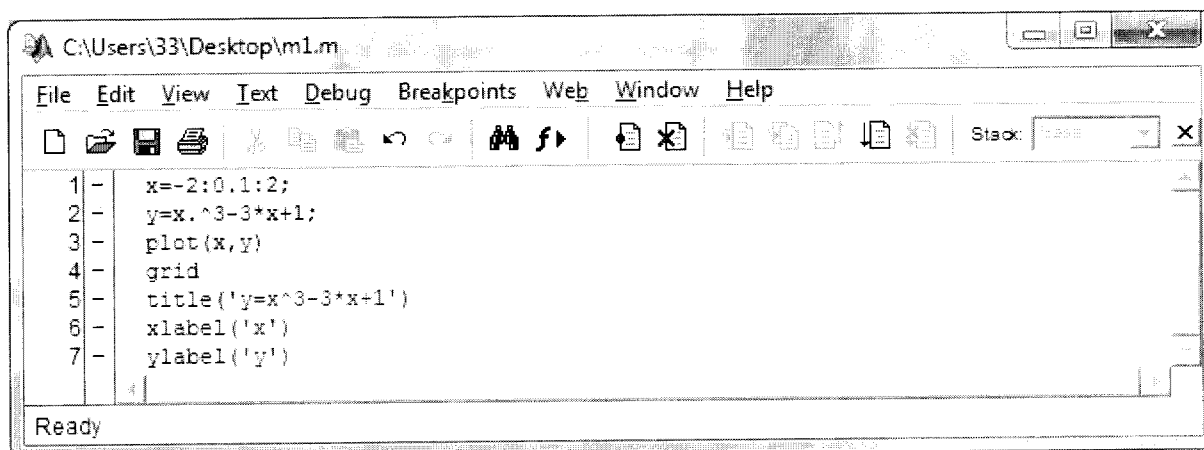 C:\Users\33\Desktop\m1.m
File Edit View Text Debug Breakpoints Web Window Help
Stack:
1 - x=-2:0.1:2;
2 - y=x.^3-3*x+1;
3 - plot(x,y)
4 - grid
5 - title('y=x^3-3*x+1')
6 - xlabel('x')
7 - ylabel('y')
Ready